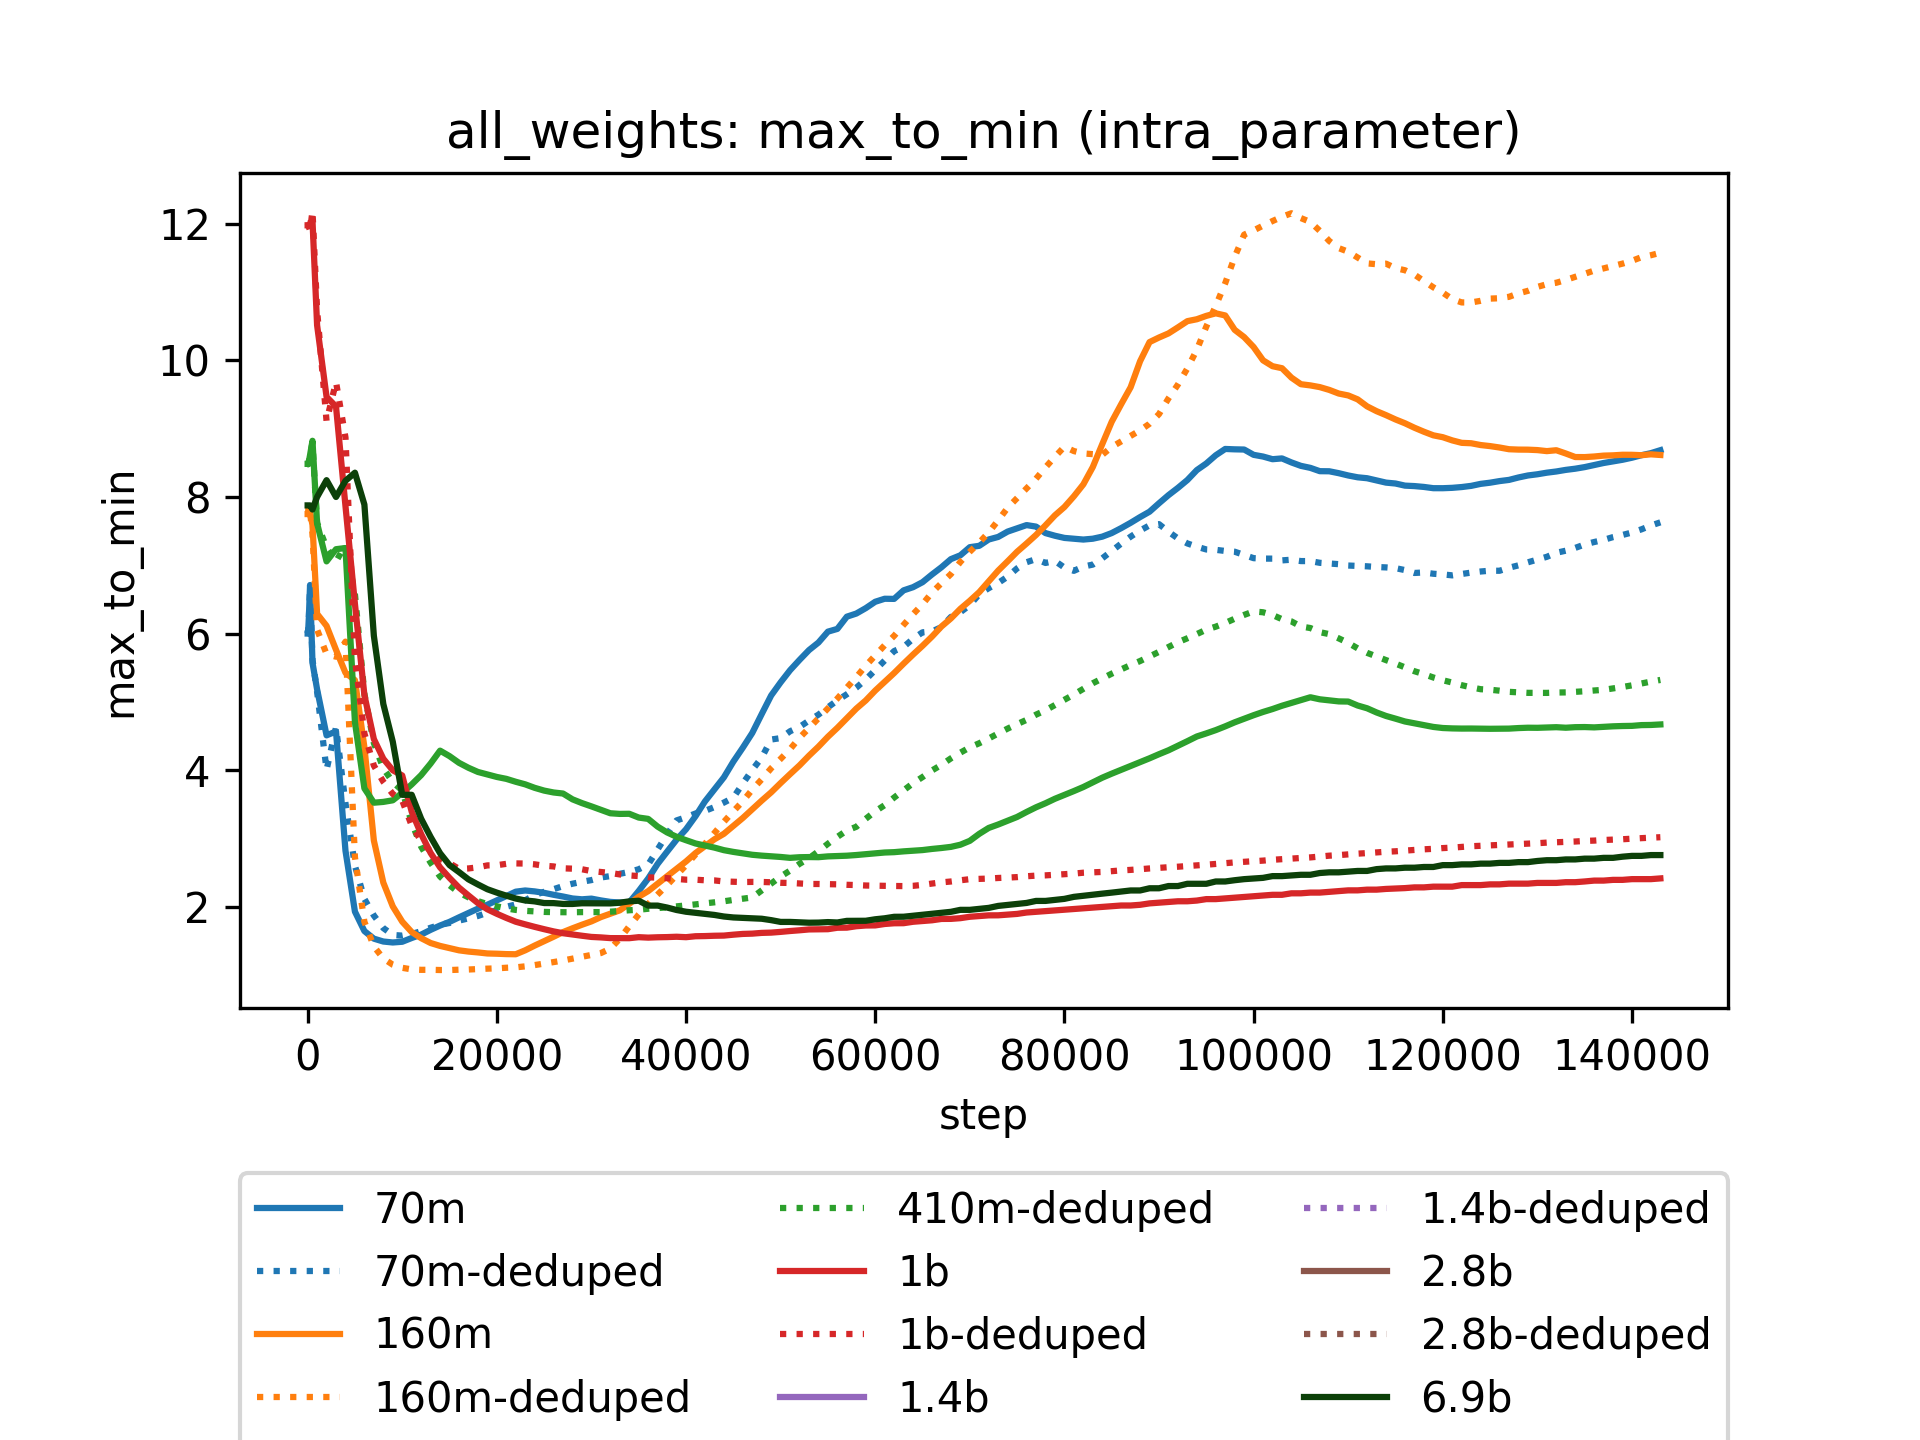 all_weights: max_to_min (intra_parameter)
max_to_min
12
10
8
6
4
2
0 20000 40000 60000 80000 100000 120000 140000
step
70m
70m-deduped
160m
160m-deduped
410m-deduped
1b
1b-deduped
1.4b
1.4b-deduped
2.8b
2.8b-deduped
6.9b